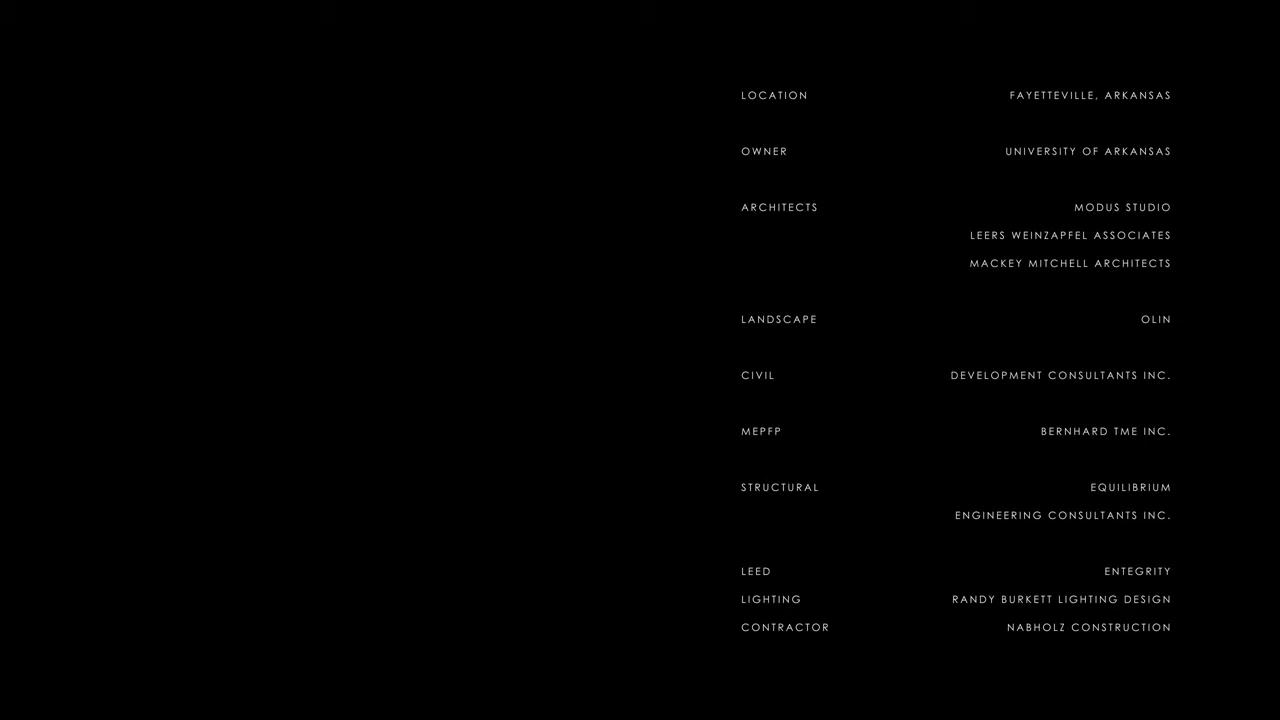 LOCATION FAYETTEVILLE, ARKANSAS
OWNER UNIVERSITY OF ARKANSAS
ARCHITECTS MODUS STUDIO
LEERS WEINZAPFEL ASSOCIATES
MACKEY MITCHELL ARCHITECTS
LANDSCAPE OLIN
CIVIL DEVELOPMENT CONSULTANTS INC.
MEPFP BERNHARD TME INC.
STRUCTURAL EQUILIBRIUM
ENGINEERING CONSULTANTS INC.
LEED ENTEGRITY
LIGHTING RANDY BURKETT LIGHTING DESIGN
CONTRACTOR NABHOLZ CONSTRUCTION